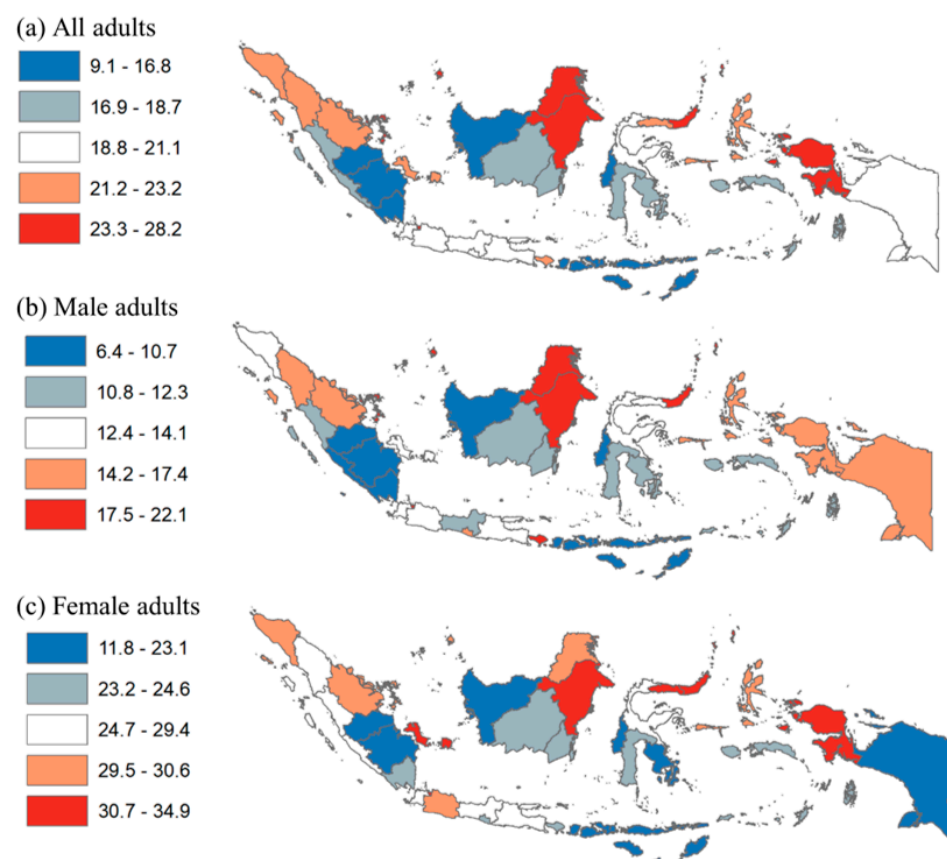 (a) All adults
9.1 - 16.8
16.9 - 18.7
18.8 - 21.1
21.2 - 23.2
23.3 - 28.2
(b) Male adults
6.4 - 10.7
10.8 - 12.3
12.4 - 14.1
14.2 - 17.4
17.5 - 22.1
(c) Female adults
11.8 - 23.1
23.2 - 24.6
24.7 - 29.4
29.5 - 30.6
30.7 - 34.9